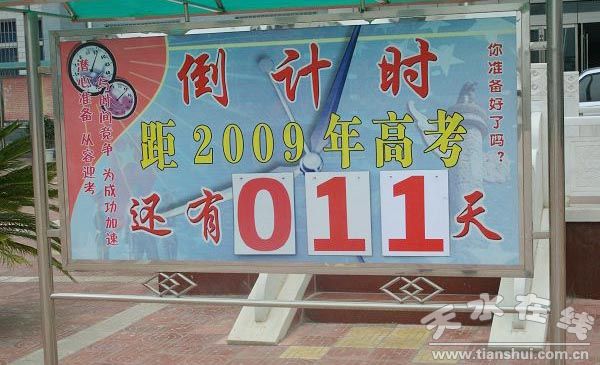 倒计时
距2009年高考
还有011天
你准备好了吗?
与时间竞争 为成功加速
潜心准备 从容迎考
天水在线
www.tianshui.com.cn